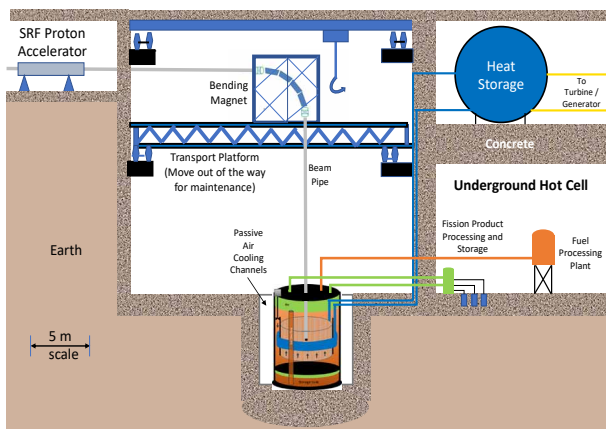 SRF Proton
Accelerator
Bending
Magnet
Heat
Storage
To
Turbine /
Generator
Concrete
Transport Platform
(Move out of the way
for maintenance)
Beam
Pipe
Underground Hot Cell
Passive
Air
Cooling
Channels
Fission Product
Processing and
Storage
Fuel
Processing
Plant
Earth
5 m
scale